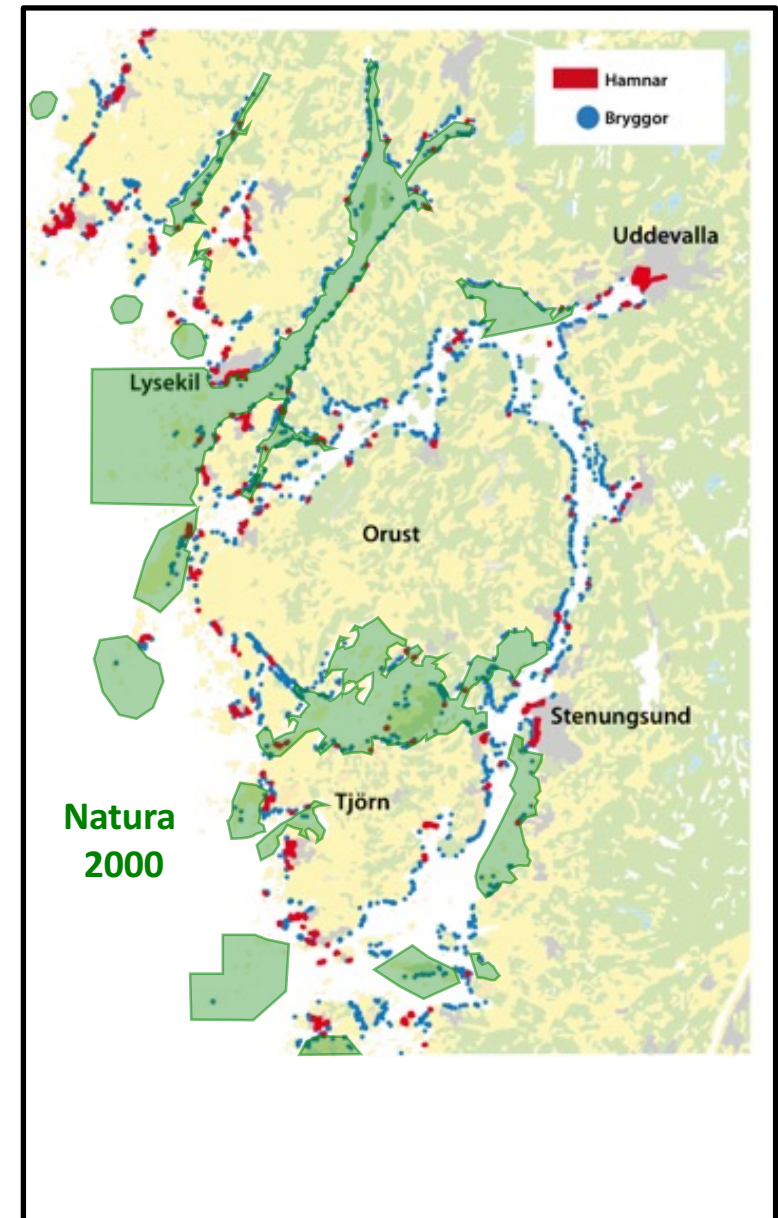 Hamnar
Bryggor
Uddevalla
Lysekil
Orust
Stenungsund
Tjörn
Natura
2000